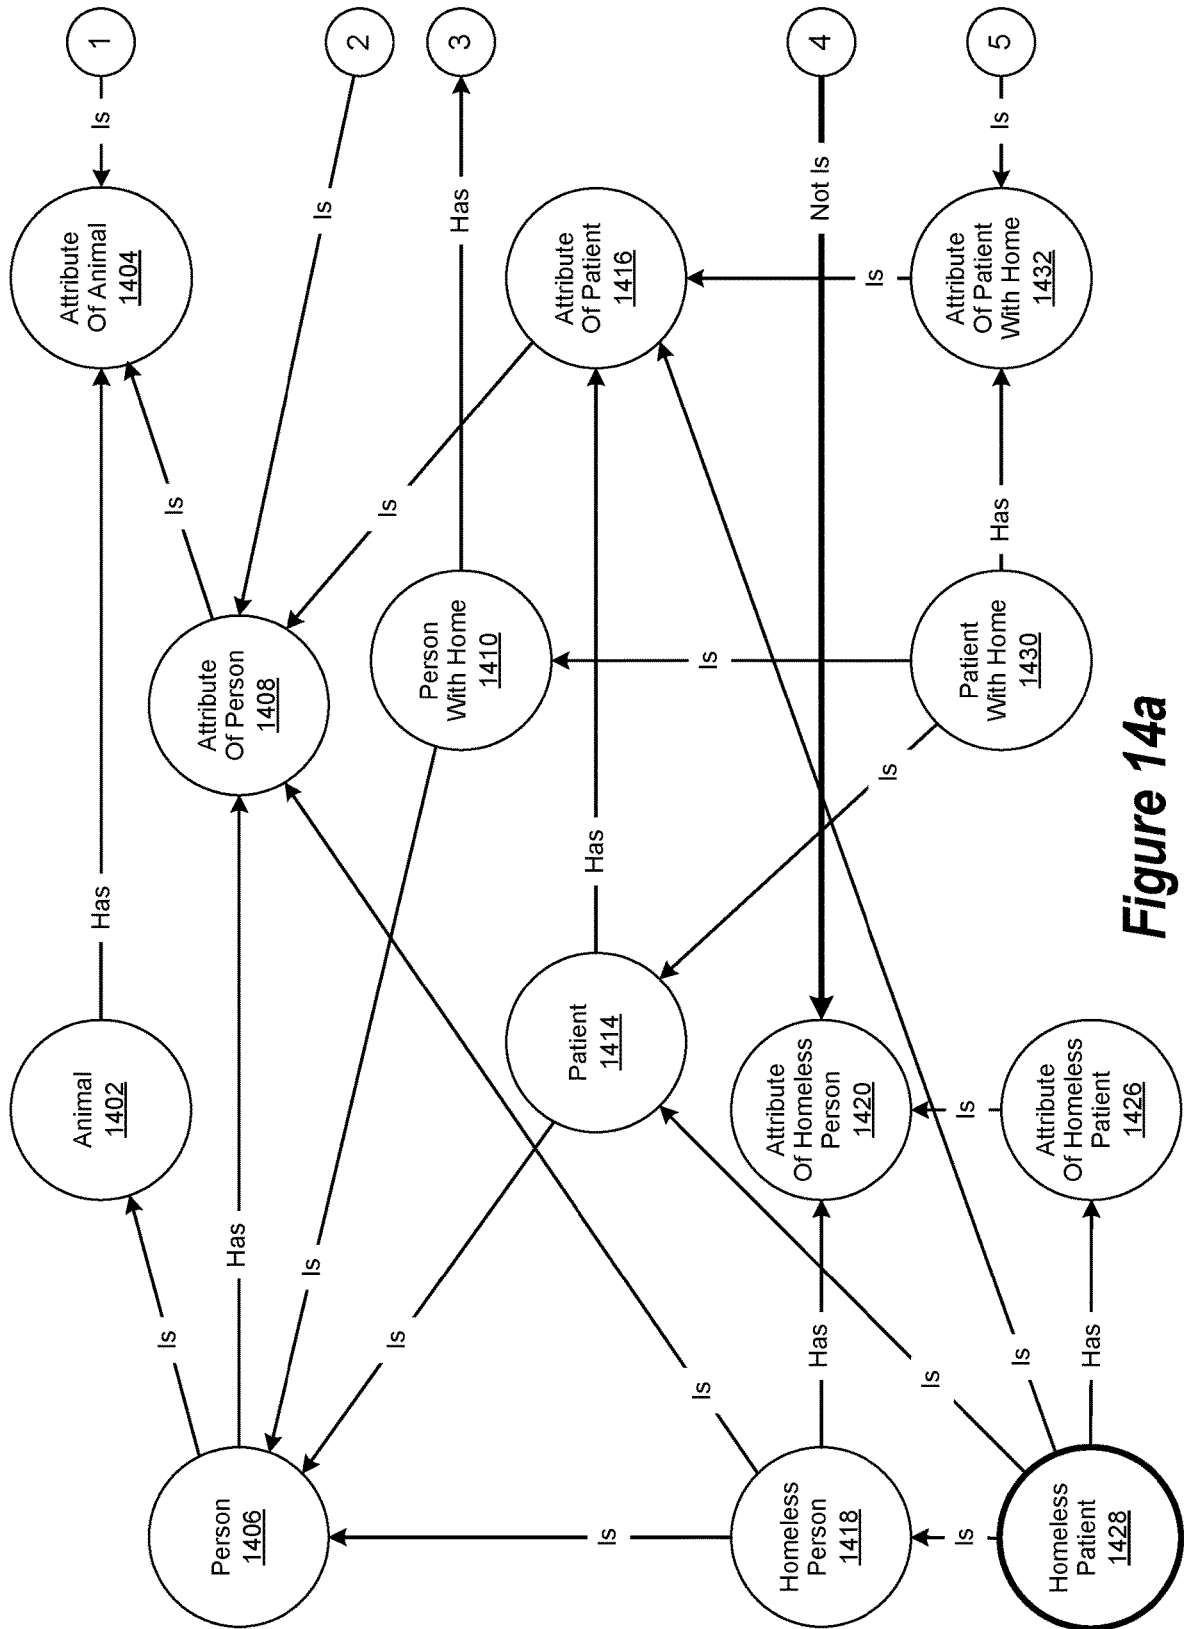 1
2
3
4
5
Is
Is
Has
Not Is
Is
Attribute
Of Animal
1404
Attribute
Of Patient
1416
Attribute
Of Patient
With Home
1432
Is
Is
Is
Has
Has
Attribute
Of Person
1408
Person
With Home
1410
Is
Patient
With Home
1430
Is
Has
Has
Animal
1402
Patient
1414
Attribute
Of Homeless
Person
1420
Is
Attribute
Of Homeless
Patient
1426
Is
Has
Is
Is
Is
Has
Is
Is
Has
Person
1406
Is
Homeless
Person
1418
Is
Homeless
Patient
1428
Figure 14a